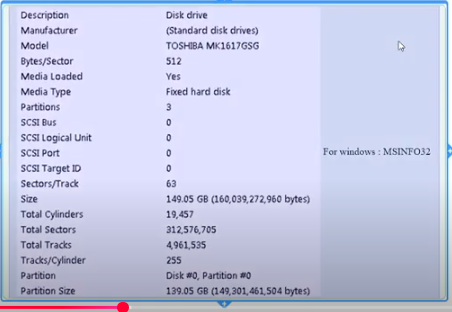 Description Disk drive
Manufacturer (Standard disk drives)
Model TOSHIBA MK1617GSG
Bytes/Sector 512
Media Loaded Yes
Media Type Fixed hard disk
Partitions 3
SCSI Bus 0
SCSI Logical Unit 0
SCSI Port 0
For windows : MSINFO32
SCSI Target ID 0
Sectors/Track 63
Size 149.05 GB (160,039,272,960 bytes)
Total Cylinders 19,457
Total Sectors 312,576,705
Total Tracks 4,961,535
Tracks/Cylinder 255
Partition Disk #0, Partition #0
Partition Size 139.05 GB (149,301,461,504 bytes)